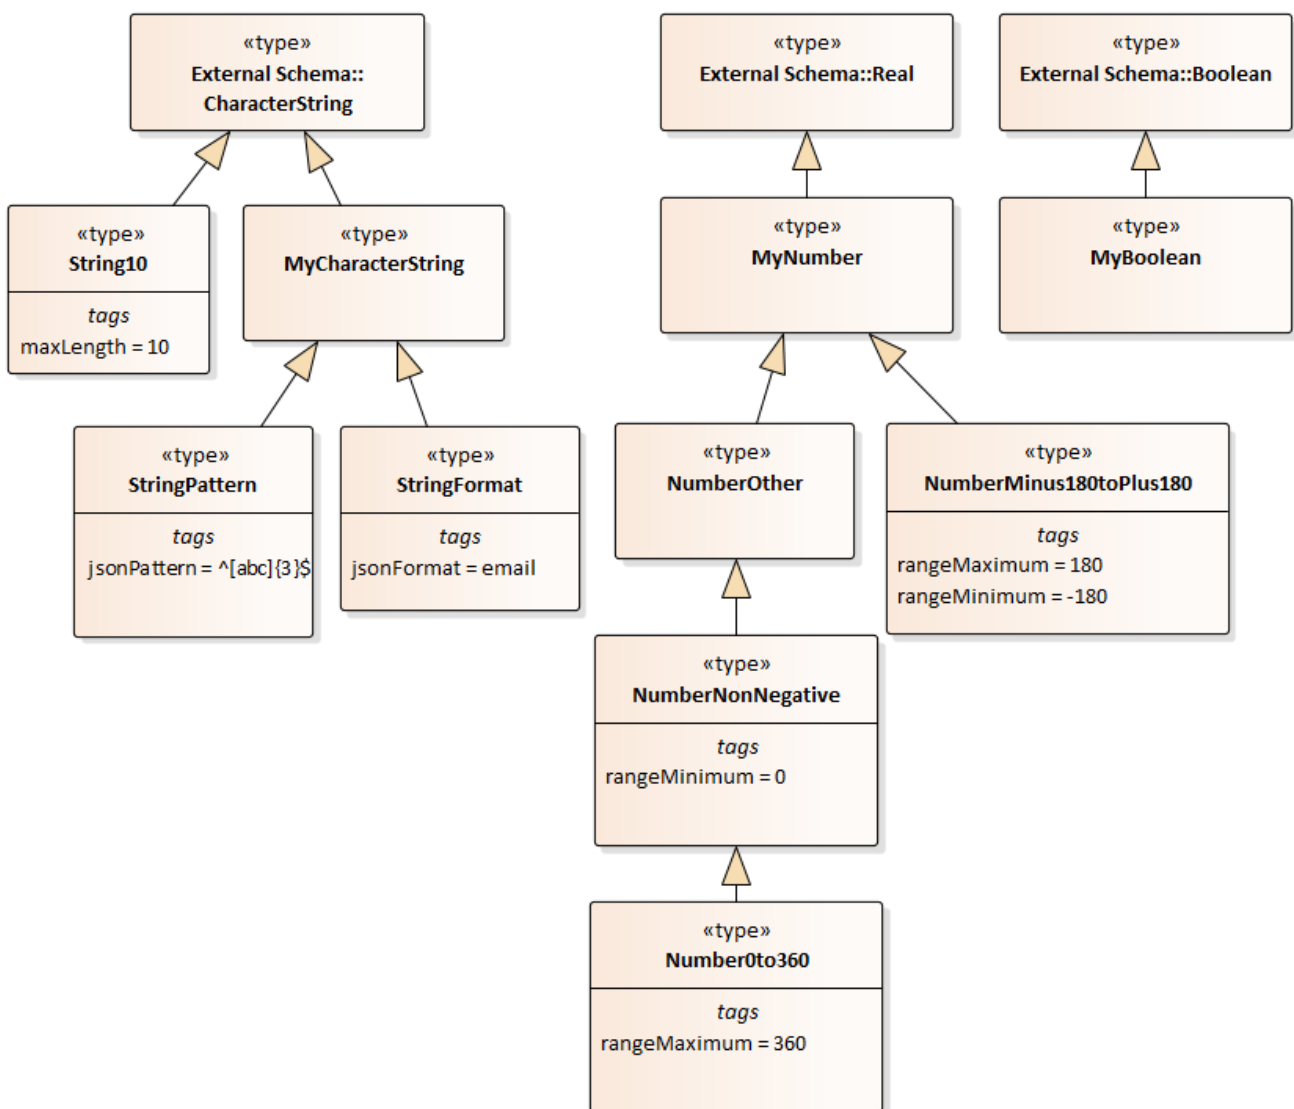 «type»
External Schema::
CharacterString
«type»
External Schema::Real
«type»
External Schema::Boolean
«type»
String10
tags
maxLength = 10
«type»
MyCharacterString
«type»
MyNumber
«type»
MyBoolean
«type»
StringPattern
tags
jsonPattern = ^[abc]{3}$
«type»
StringFormat
tags
jsonFormat = email
«type»
NumberOther
«type»
NumberMinus180toPlus180
tags
rangeMaximum = 180
rangeMinimum = -180
«type»
NumberNonNegative
tags
rangeMinimum = 0
«type»
Number0to360
tags
rangeMaximum = 360